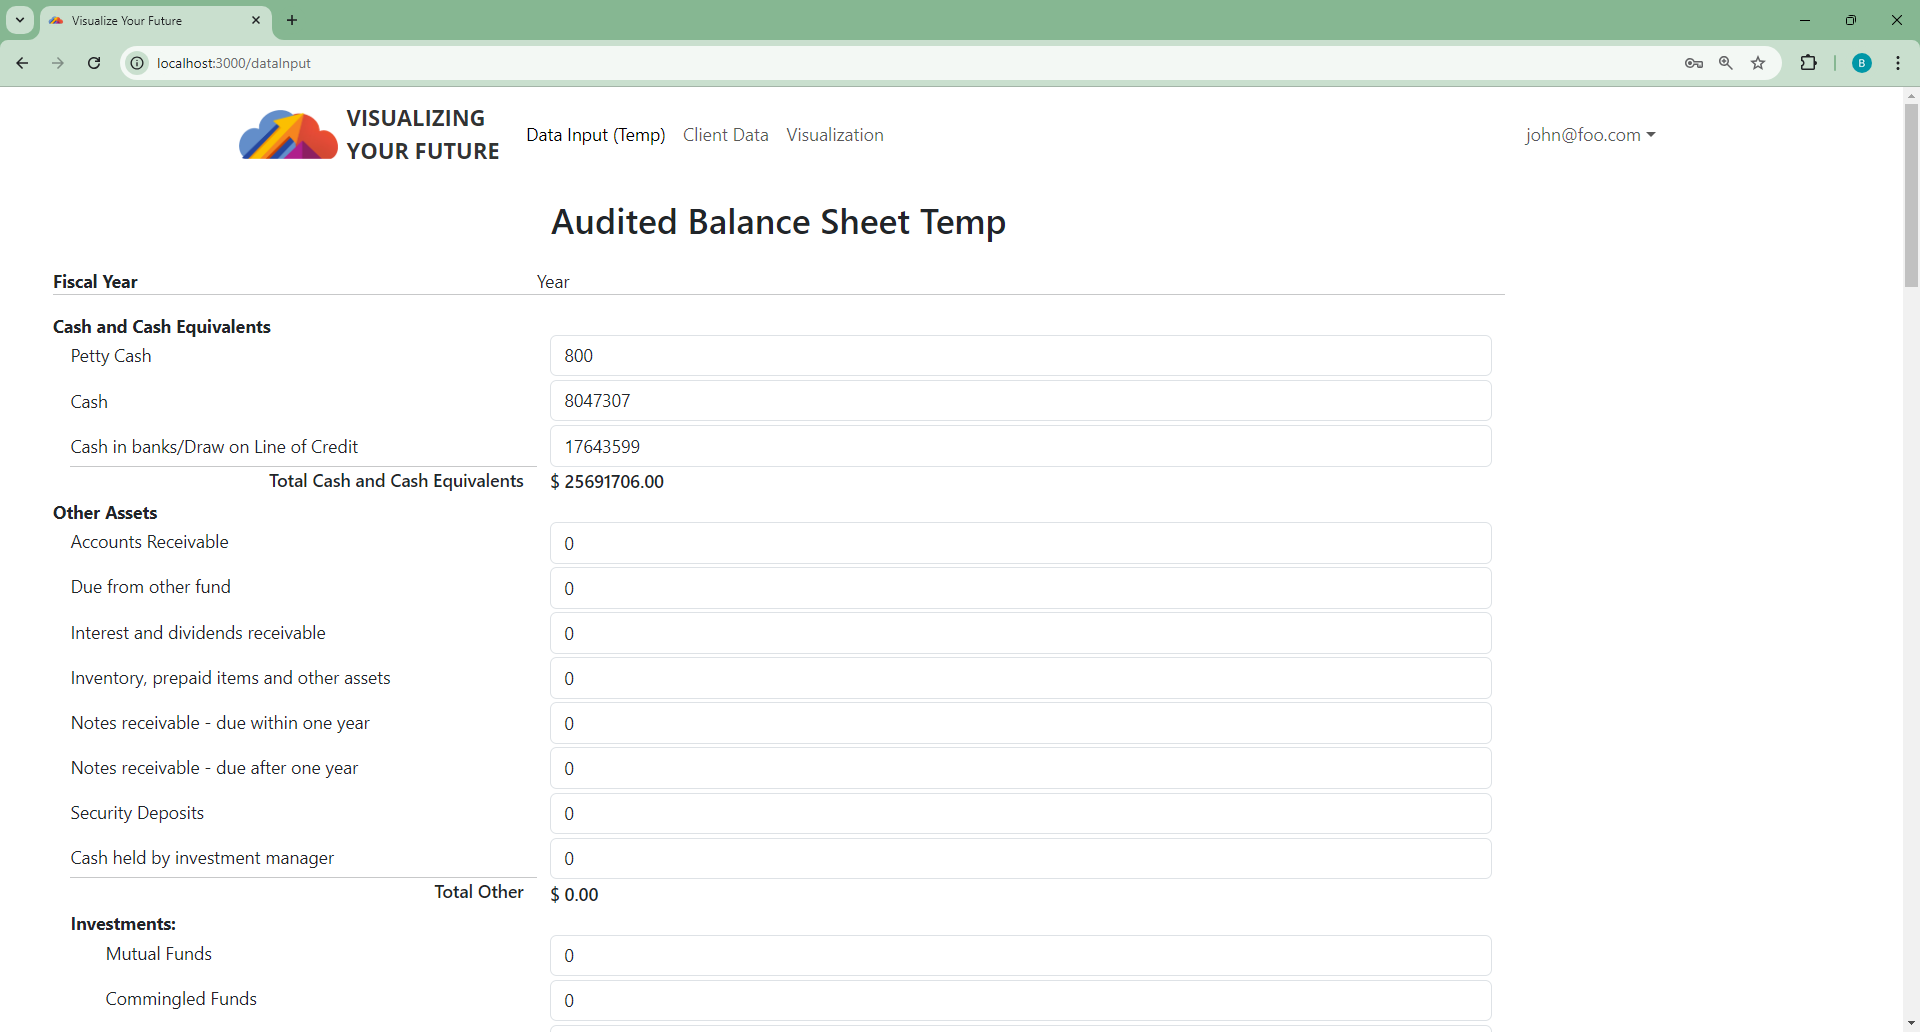 Visualize Your Future
localhost:3000/dataInput
B
VISUALIZING
YOUR FUTURE
Data Input (Temp) Client Data Visualization john@foo.com
Audited Balance Sheet Temp
Fiscal Year Year
Cash and Cash Equivalents
Petty Cash 800
Cash 8047307
Cash in banks/Draw on Line of Credit 17643599
Total Cash and Cash Equivalents $ 25691706.00
Other Assets
Accounts Receivable 0
Due from other fund 0
Interest and dividends receivable 0
Inventory, prepaid items and other assets 0
Notes receivable - due within one year 0
Notes receivable - due after one year 0
Security Deposits 0
Cash held by investment manager 0
Total Other $ 0.00
Investments:
Mutual Funds 0
Commingled Funds 0